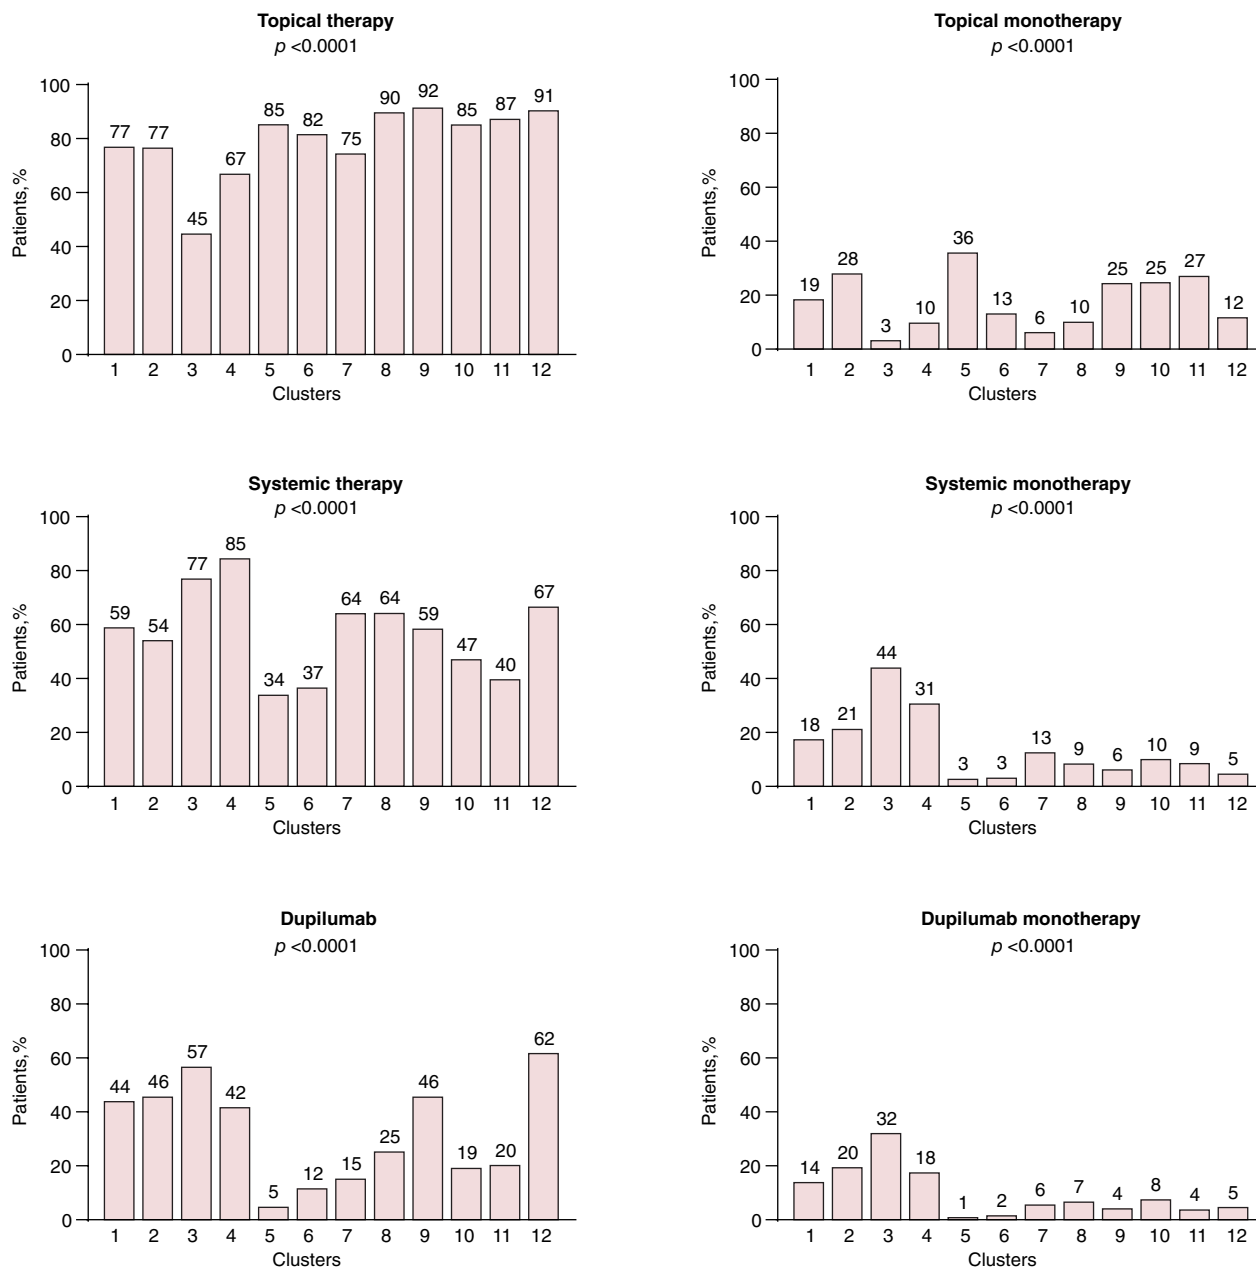 Topical therapy
p <0.0001
100
80
60
40
20
0
Patients,%
77 77 45 67 85 82 75 90 92 85 87 91
1 2 3 4 5 6 7 8 9 10 11 12
Clusters
Topical monotherapy
p <0.0001
100
80
60
40
20
0
Patients,%
19 28 3 10 36 13 6 10 25 25 27 12
1 2 3 4 5 6 7 8 9 10 11 12
Clusters
Systemic therapy
p <0.0001
100
80
60
40
20
0
Patients,%
59 54 77 85 34 37 64 64 59 47 40 67
1 2 3 4 5 6 7 8 9 10 11 12
Clusters
Systemic monotherapy
p <0.0001
100
80
60
40
20
0
Patients,%
18 21 44 31 3 3 13 9 6 10 9 5
1 2 3 4 5 6 7 8 9 10 11 12
Clusters
Dupilumab
p <0.0001
100
80
60
40
20
0
Patients,%
44 46 57 42 5 12 15 25 46 19 20 62
1 2 3 4 5 6 7 8 9 10 11 12
Clusters
Dupilumab monotherapy
p <0.0001
100
80
60
40
20
0
Patients,%
14 20 32 18 1 2 6 7 4 8 4 5
1 2 3 4 5 6 7 8 9 10 11 12
Clusters